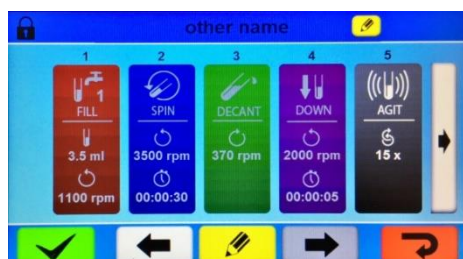 other name
1 2 3 4 5
1
FILL SPIN DECANT DOWN AGIT
3.5 ml 3500 rpm 370 rpm 2000 rpm 15 x
1100 rpm 00:00:30 00:00:05